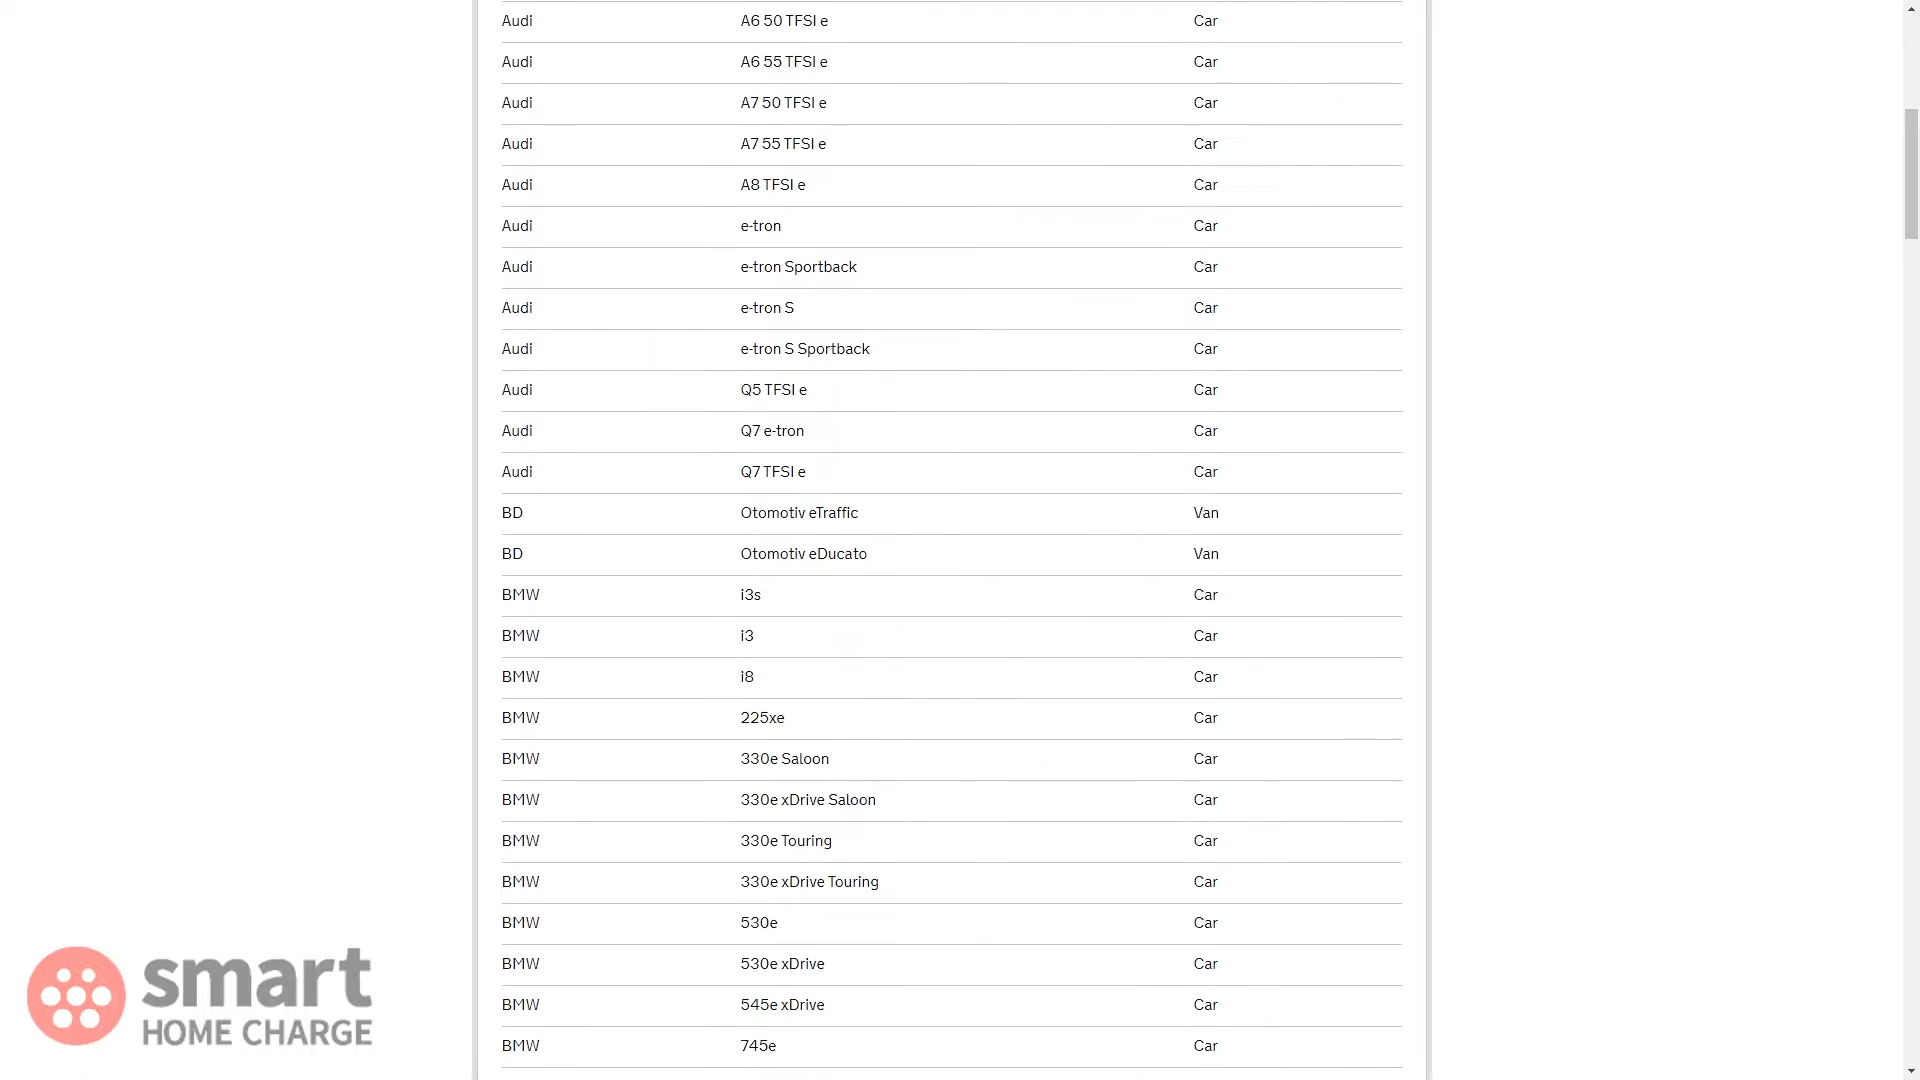 Audi A6 50 TFSI e Car
Audi A6 55 TFSI e Car
Audi A7 50 TFSI e Car
Audi A7 55 TFSI e Car
Audi A8 TFSI e Car
Audi e-tron Car
Audi e-tron Sportback Car
Audi e-tron S Car
Audi e-tron S Sportback Car
Audi Q5 TFSI e Car
Audi Q7 e-tron Car
Audi Q7 TFSI e Car
BD Otomotiv eTraffic Van
BD Otomotiv eDucato Van
BMW i3s Car
BMW i3 Car
BMW i8 Car
BMW 225xe Car
BMW 330e Saloon Car
BMW 330e xDrive Saloon Car
BMW 330e Touring Car
BMW 330e xDrive Touring Car
BMW 530e Car
BMW 530e xDrive Car
BMW 545e xDrive Car
BMW 745e Car
smart
HOME CHARGE